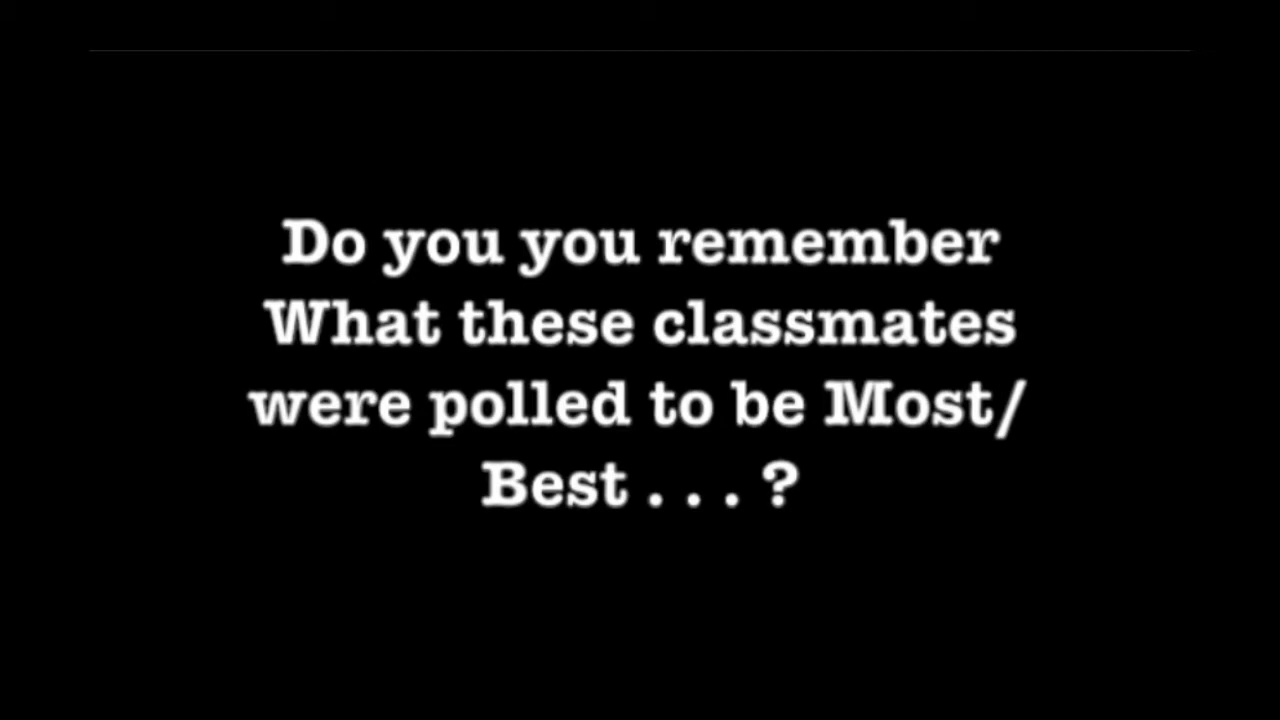 Do you you remember
What these classmates
were polled to be Most/
Best . . . ?